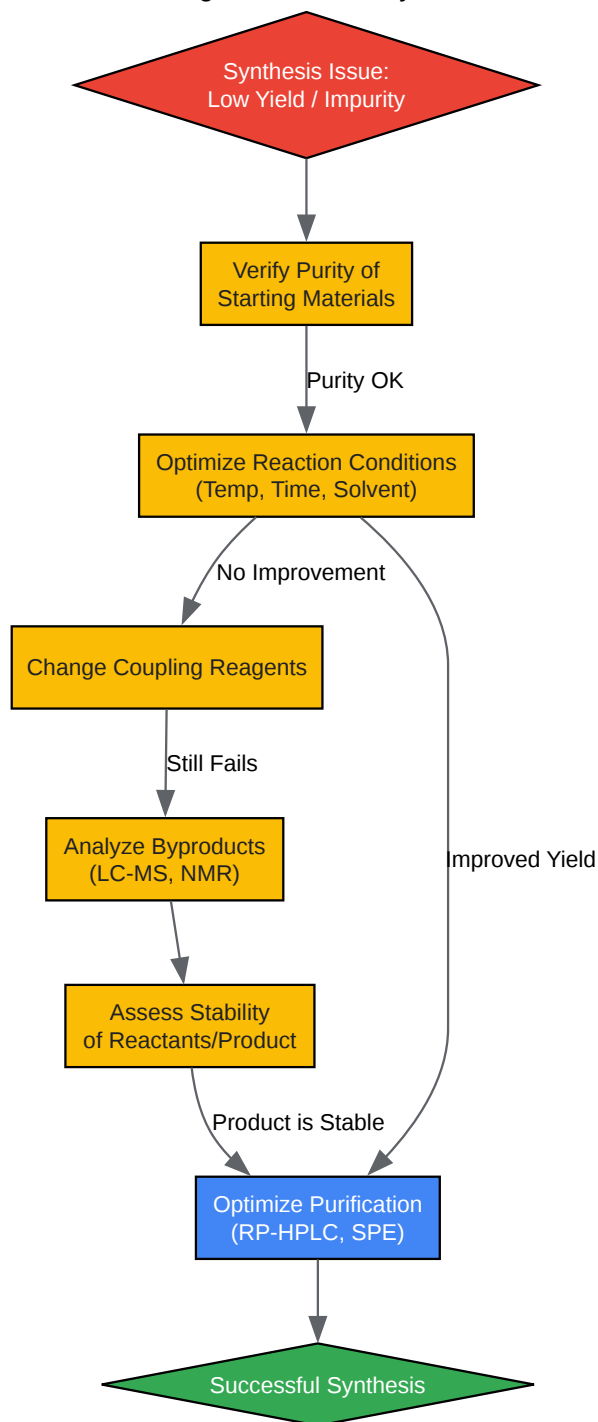 Synthesis Issue:
Low Yield / Impurity
Verify Purity of
Starting Materials
Purity OK
Optimize Reaction Conditions
(Temp, Time, Solvent)
No Improvement
Change Coupling Reagents
Still Fails
Analyze Byproducts
(LC-MS, NMR)
Improved Yield
Assess Stability
of Reactants/Product
Product is Stable
Optimize Purification
(RP-HPLC, SPE)
Successful Synthesis